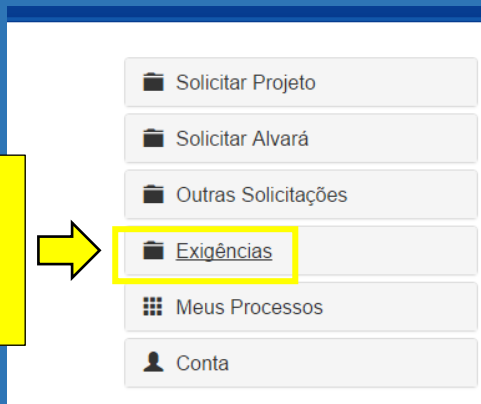 Solicitar Projeto
Solicitar Alvará
Outras Solicitações
Exigências
Meus Processos
Conta